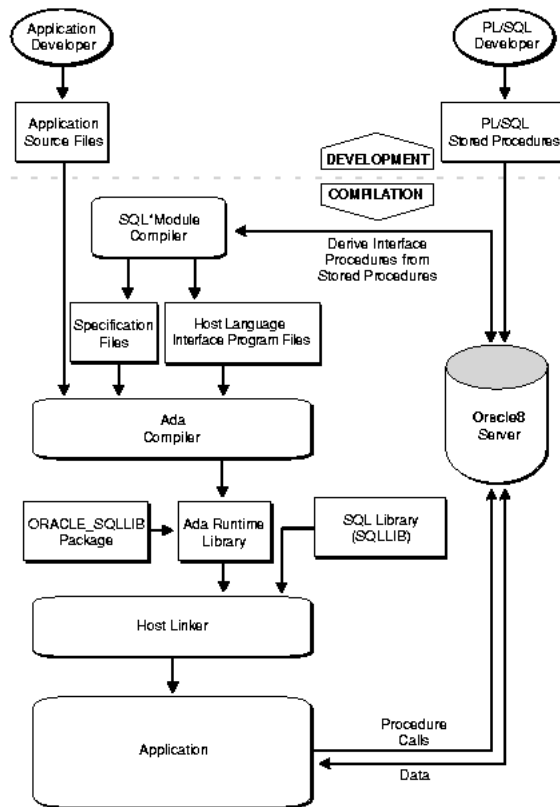 Application
Developer
PL/SQL
Developer
Application
Source Files
PL/SQL
Stored Procedures
DEVELOPMENT
COMPILATION
SQL*Module
Compiler
Derive Interface
Procedures from
Stored Procedures
Specification
Files
Host Language
Interface Program Files
Oracle8
Server
Ada
Compiler
ORACLE_SQLLIB
Package
Ada Runtime
Library
SQL Library
(SQLLIB)
Host Linker
Application
Procedure
Calls
Data